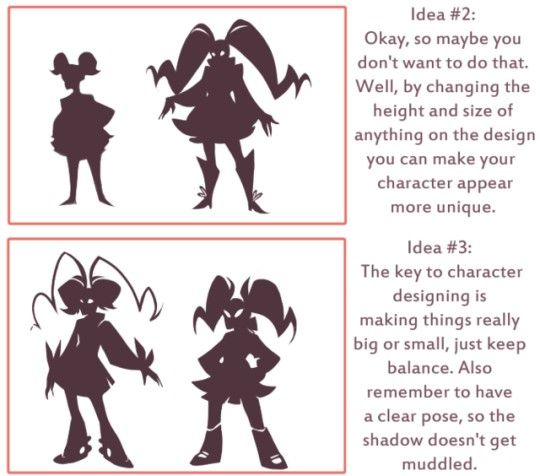 Idea #2:
Okay, so maybe you
don't want to do that.
Well, by changing the
height and size of
anything on the design
you can make your
character appear
more unique.
Idea #3:
The key to character
designing is
making things really
big or small, just keep
balance. Also
remember to have
a clear pose, so the
shadow doesn't get
muddled.